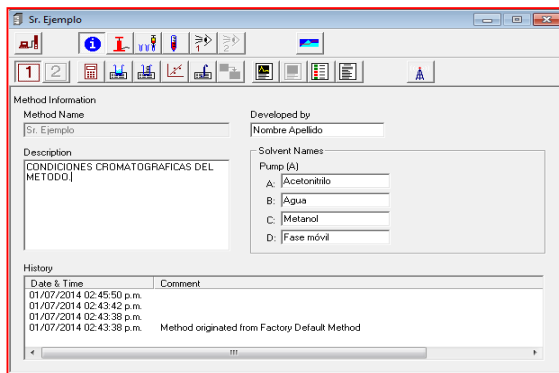 Sr. Ejemplo
1 2
1 2
Method Information
Method Name
Sr. Ejemplo
Developed by
Nombre Apellido
Description
CONDICIONES CROMATOGRAFICAS DEL
METODO.
Solvent Names
Pump (A)
A: Acetonitrilo
B: Agua
C: Metanol
D: Fase móvil
History
Date & Time Comment
01/07/2014 02:45:50 p.m.
01/07/2014 02:43:42 p.m.
01/07/2014 02:43:38 p.m.
01/07/2014 02:43:38 p.m. Method originated from Factory Default Method